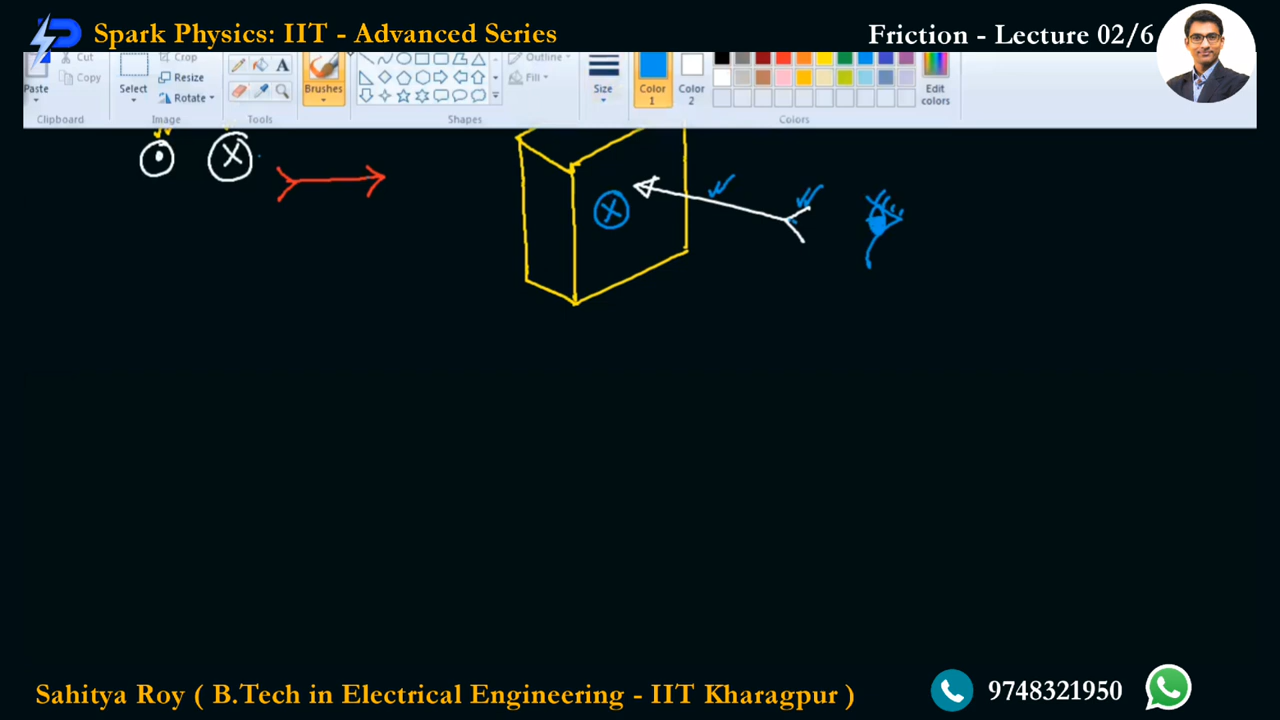 Spark Physics: IIT - Advanced Series
Friction - Lecture 02/6
Cut
Copy
Paste
Clipboard
Crop
Resize
Rotate
Select
Image
A
Tools
Brushes
Outline
Fill
Shapes
Size
Color 1
Color 2
Edit colors
Colors
X
X
Sahitya Roy ( B.Tech in Electrical Engineering - IIT Kharagpur )
9748321950